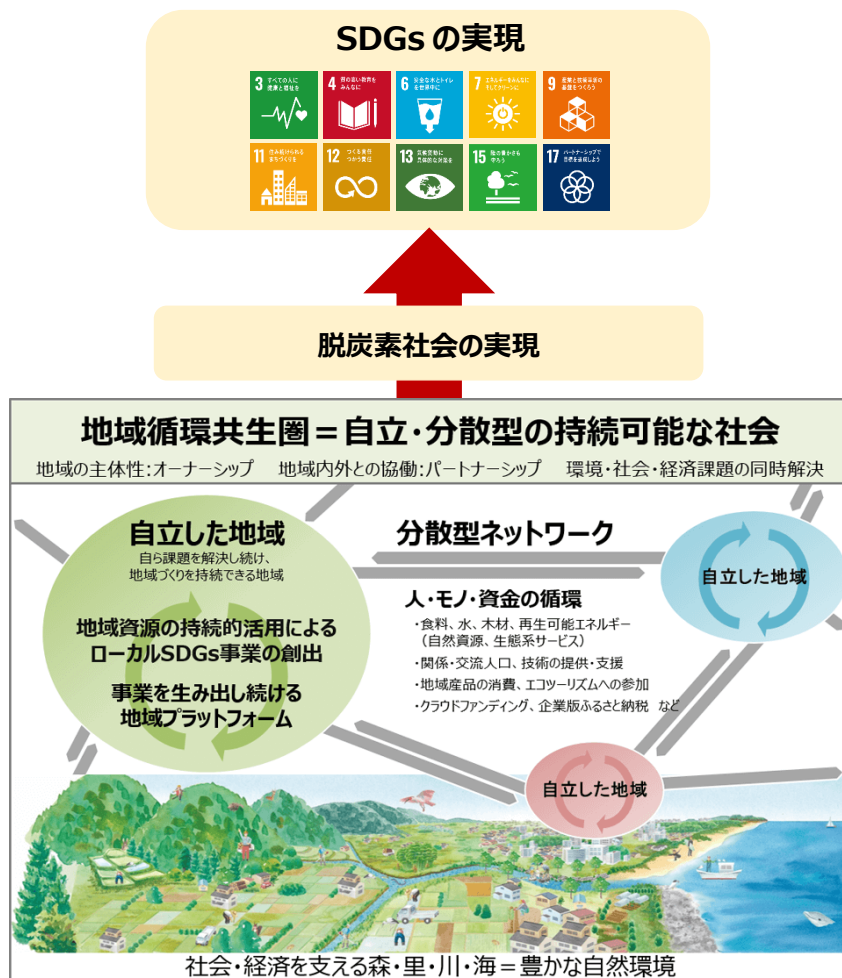 SDGs の実現
3 すべての人に
健康と福祉を
4 質の高い教育を
みんなに
6 安全な水とトイレ
を世界中に
7 エネルギーをみんなに
そしてクリーンに
9 産業と技術革新の
基盤をつくろう
11 住み続けられる
まちづくりを
12 つくる責任
つかう責任
13 気候変動に
具体的な対策を
15 陸の豊かさも
守ろう
17 パートナーシップで
目標を達成しよう
脱炭素社会の実現
地域循環共生圏＝自立・分散型の持続可能な社会
地域の主体性:オーナーシップ　地域内外との協働:パートナーシップ　環境・社会・経済課題の同時解決
自立した地域
自ら課題を解決し続け、
地域づくりを持続できる地域
地域資源の持続的活用による
ローカルSDGs事業の創出
事業を生み出し続ける
地域プラットフォーム
分散型ネットワーク
人・モノ・資金の循環
・食料、水、木材、再生可能エネルギー
（自然資源、生態系サービス）
・関係・交流人口、技術の提供・支援
・地域産品の消費、エコツーリズムへの参加
・クラウドファンディング、企業版ふるさと納税 など
自立した地域
自立した地域
社会・経済を支える森・里・川・海＝豊かな自然環境